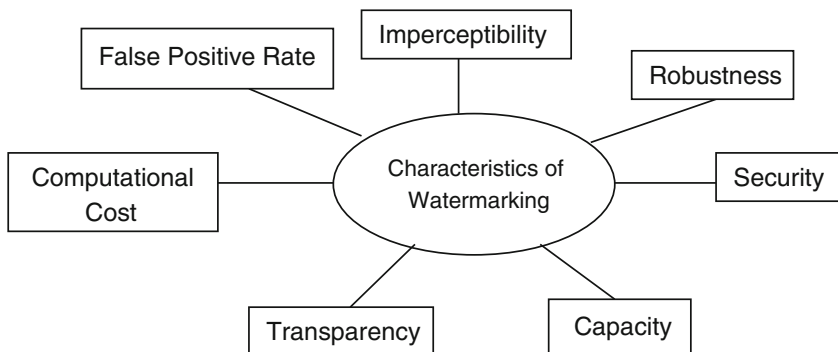 Imperceptibility
False Positive Rate
Robustness
Characteristics of
Watermarking
Computational
Cost
Security
Transparency
Capacity